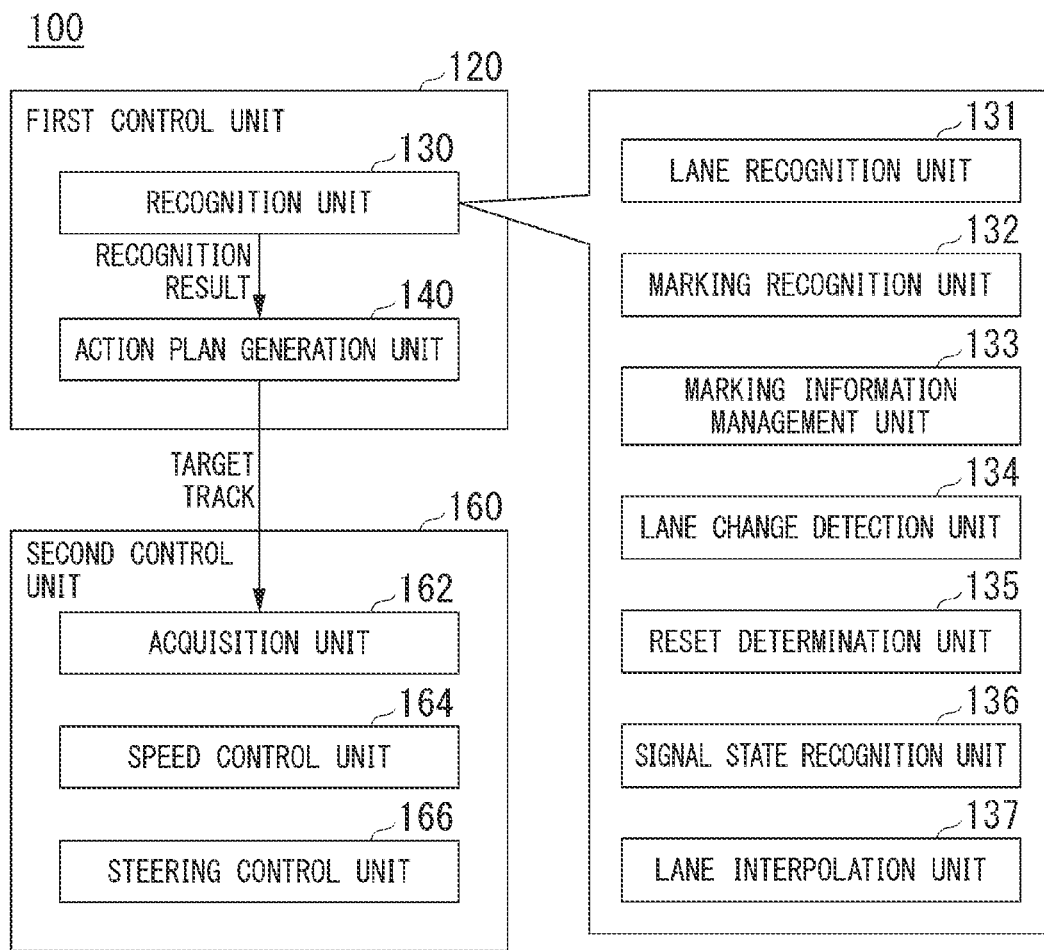 100
120
FIRST CONTROL UNIT
130
RECOGNITION UNIT
RECOGNITION
RESULT
140
ACTION PLAN GENERATION UNIT
TARGET
TRACK
160
SECOND CONTROL
UNIT
162
ACQUISITION UNIT
164
SPEED CONTROL UNIT
166
STEERING CONTROL UNIT
131
LANE RECOGNITION UNIT
132
MARKING RECOGNITION UNIT
133
MARKING INFORMATION
MANAGEMENT UNIT
134
LANE CHANGE DETECTION UNIT
135
RESET DETERMINATION UNIT
136
SIGNAL STATE RECOGNITION UNIT
137
LANE INTERPOLATION UNIT